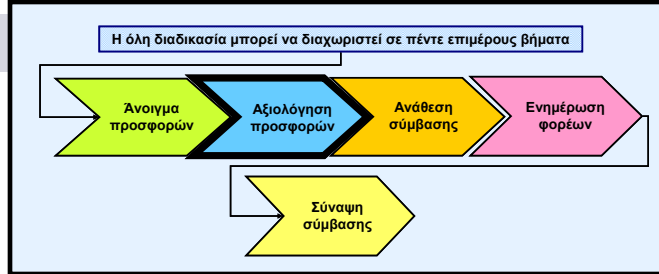 Η όλη διαδικασία μπορεί να διαχωριστεί σε πέντε επιμέρους βήματα
Άνοιγμα
προσφορών
Αξιολόγηση
προσφορών
Ανάθεση
σύμβασης
Ενημέρωση
φορέων
Σύναψη
σύμβασης